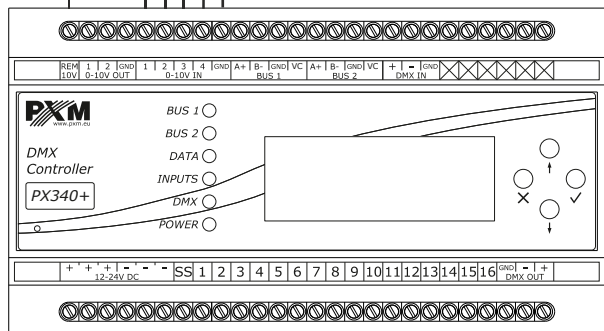 REM 1 2 GND 1 2 3 4 GND A+ B- GND VC A+ B- GND VC + - GND
10V 0-10V OUT 0-10V IN BUS 1 BUS 2 DMX IN
PXM
www.pxm.eu
DMX
Controller
PX340+
BUS 1
BUS 2
DATA
INPUTS
DMX
POWER
+ + + - - - SS 1 2 3 4 5 6 7 8 9 10 11 12 13 14 15 16 GND - +
12-24V DC DMX OUT